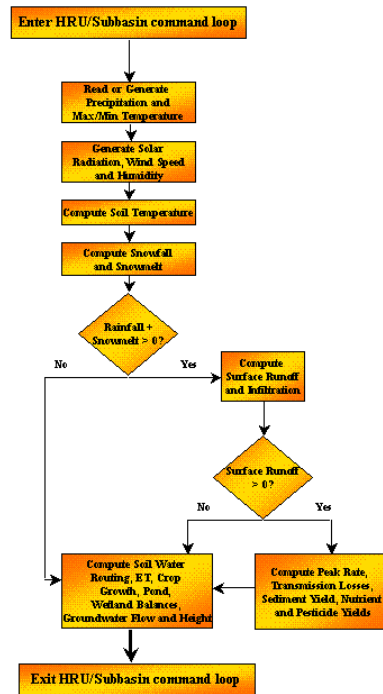 Enter HRU/Subbasin command loop
Read or Generate
Precipitation and
Max/Min Temperature
Generate Solar
Radiation, Wind Speed
and Humidity
Compute Soil Temperature
Compute Snowfall
and Snowmelt
Rainfall +
Snowmelt > 0?
No
Yes
Compute
Surface Runoff
and Infiltration
Surface Runoff
> 0?
No
Yes
Compute Soil Water
Routing, ET, Crop
Growth, Pond,
Wetland Balances,
Groundwater Flow and Height
Compute Peak Rate,
Transmission Losses,
Sediment Yield, Nutrient
and Pesticide Yields
Exit HRU/Subbasin command loop